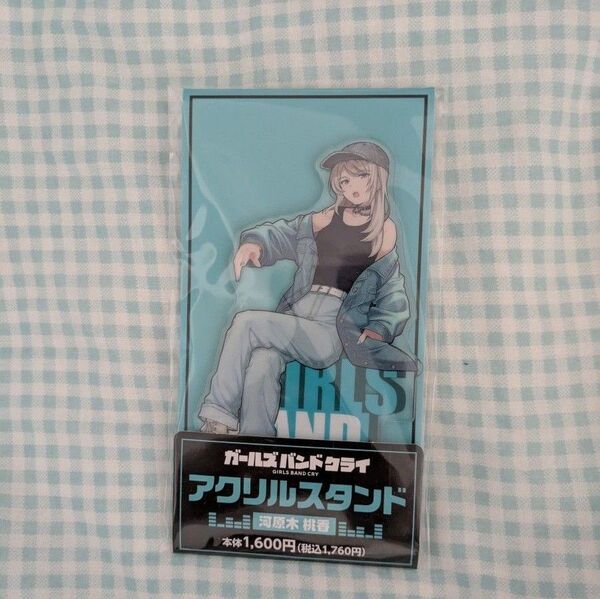 GIRLS
BAND
ガールズバンドクライ
GIRLS BAND CRY
アクリルスタンド
河原木 桃香
本体1,600円(税込1,760円)